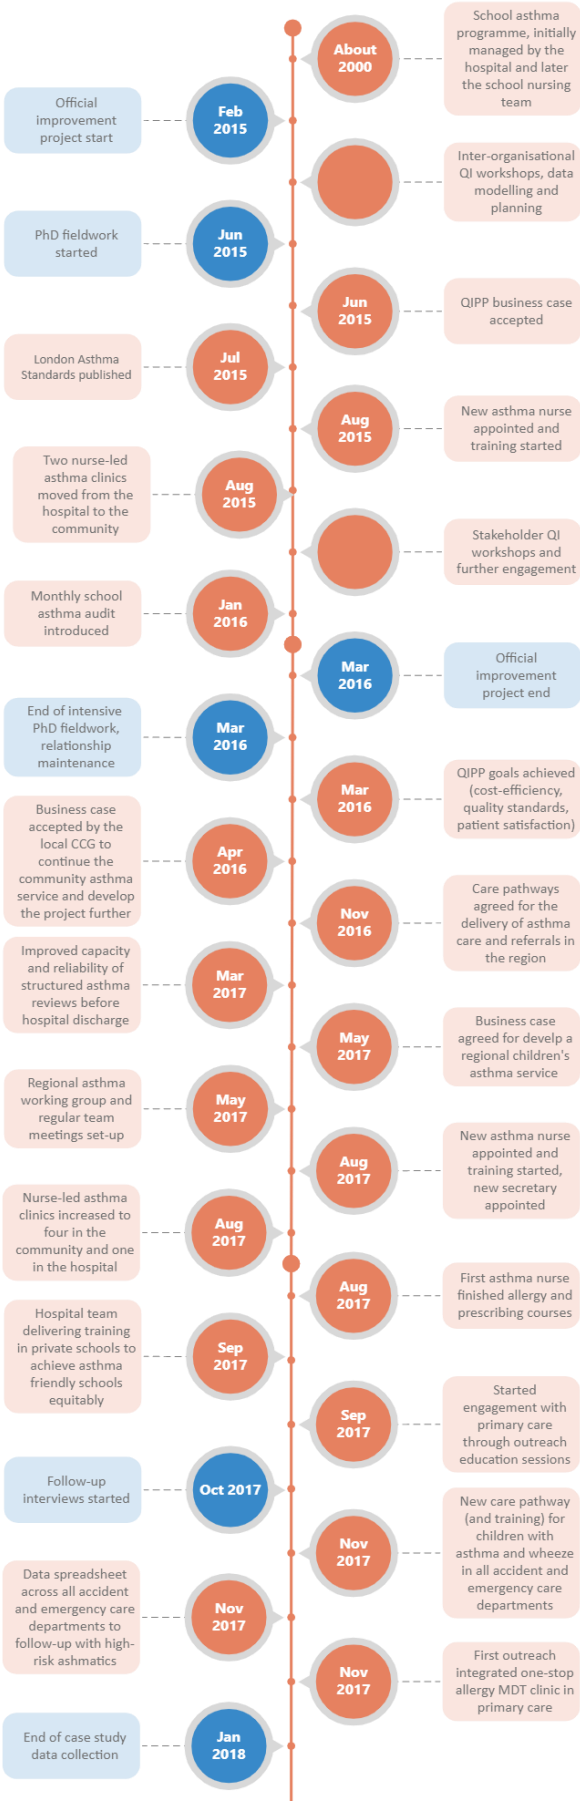 About
2000
School asthma
programme, initially
managed by the
hospital and later
the school nursing
team
Official
improvement
project start
Feb
2015
Inter-organisational
QI workshops, data
modelling and
planning
PhD fieldwork
started
Jun
2015
Jun
2015
QIPP business case
accepted
London Asthma
Standards published
Jul
2015
Aug
2015
New asthma nurse
appointed and
training started
Two nurse-led
asthma clinics
moved from the
hospital to the
community
Aug
2015
Stakeholder QI
workshops and
further engagement
Monthly school
asthma audit
introduced
Jan
2016
Mar
2016
Official
improvement
project end
End of intensive
PhD fieldwork,
relationship
maintenance
Mar
2016
Mar
2016
QIPP goals achieved
(cost-efficiency,
quality standards,
patient satisfaction)
Business case
accepted by the
local CCG to
continue the
community asthma
service and develop
the project further
Apr
2016
Nov
2016
Care pathways
agreed for the
delivery of asthma
care and referrals in
the region
Improved capacity
and reliability of
structured asthma
reviews before
hospital discharge
Mar
2017
May
2017
Business case
agreed for develp a
regional children's
asthma service
Regional asthma
working group and
regular team
meetings set-up
May
2017
Aug
2017
New asthma nurse
appointed and
training started,
new secretary
appointed
Nurse-led asthma
clinics increased to
four in the
community and one
in the hospital
Aug
2017
Aug
2017
First asthma nurse
finished allergy and
prescribing courses
Hospital team
delivering training
in private schools to
achieve asthma
friendly schools
equitably
Sep
2017
Sep
2017
Started
engagement with
primary care
through outreach
education sessions
Follow-up
interviews started
Oct 2017
Nov
2017
New care pathway
(and training) for
children with
asthma and wheeze
in all accident and
emergency care
departments
Data spreadsheet
across all accident
and emergency care
departments to
follow-up with high-
risk ashmatics
Nov
2017
Nov
2017
First outreach
integrated one-stop
allergy MDT clinic in
primary care
End of case study
data collection
Jan
2018